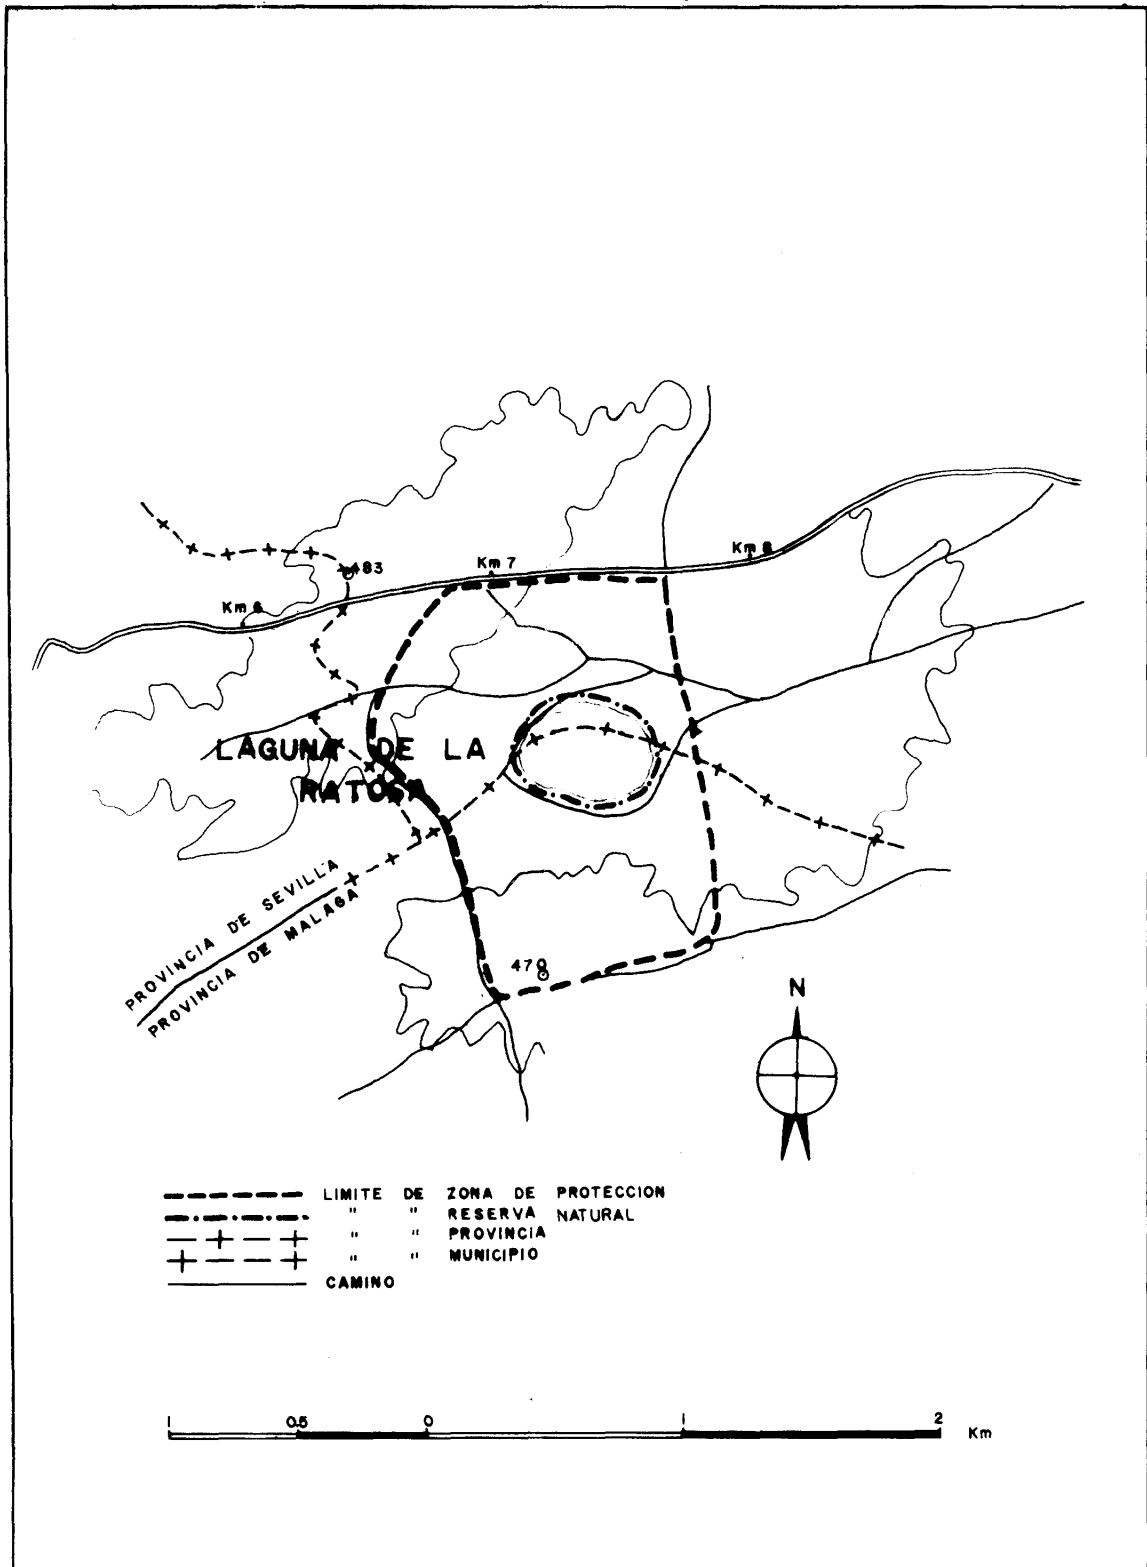 Km 8
Km 7
483
Km 6
LAGUNA DE LA
RATOSA
PROVINCIA DE SEVILLA
PROVINCIA DE MALAGA
470
N
LIMITE DE ZONA DE PROTECCION
" " RESERVA NATURAL
" " PROVINCIA
" " MUNICIPIO
CAMINO
1 0.5 0 1 2 Km